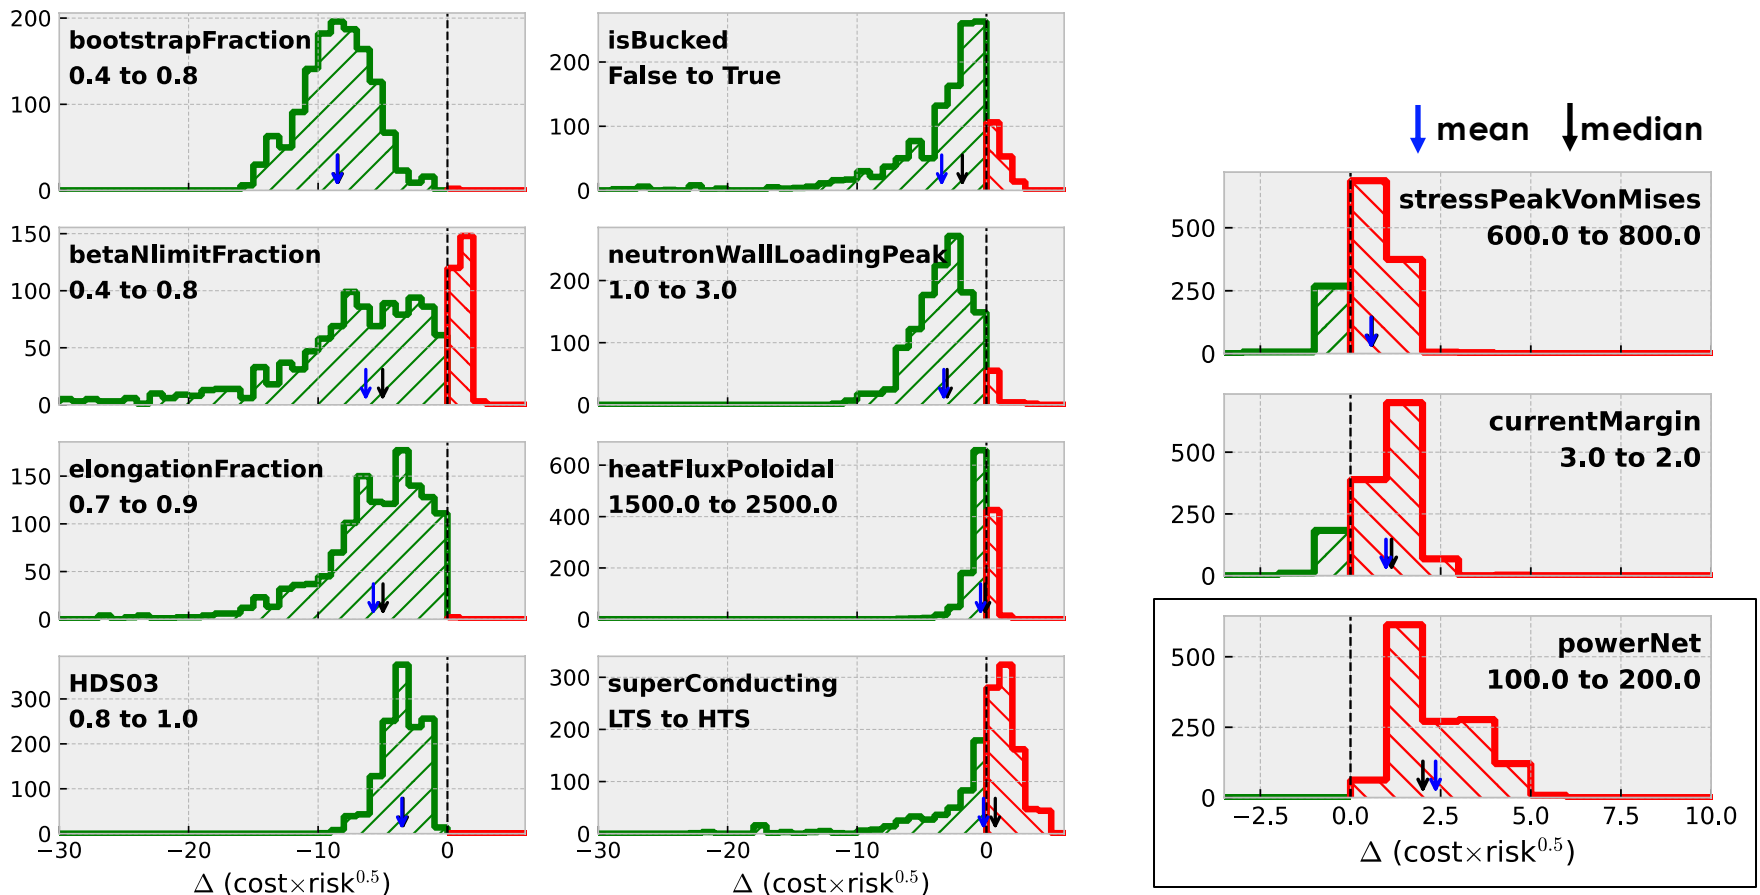 bootstrapFraction
0.4 to 0.8
200
100
0
betaNlimitFraction
0.4 to 0.8
150
100
50
0
elongationFraction
0.7 to 0.9
150
100
50
0
HDS03
0.8 to 1.0
300
200
100
0
−30
−20
−10
0
Δ (cost×risk^0.5)
isBucked
False to True
200
100
0
neutronWallLoadingPeak
1.0 to 3.0
200
100
0
heatFluxPoloidal
1500.0 to 2500.0
600
400
200
0
superConducting
LTS to HTS
300
200
100
0
−30
−20
−10
0
Δ (cost×risk^0.5)
mean
median
stressPeakVonMises
600.0 to 800.0
500
250
0
currentMargin
3.0 to 2.0
500
250
0
powerNet
100.0 to 200.0
500
250
0
−2.5
0.0
2.5
5.0
7.5
10.0
Δ (cost×risk^0.5)